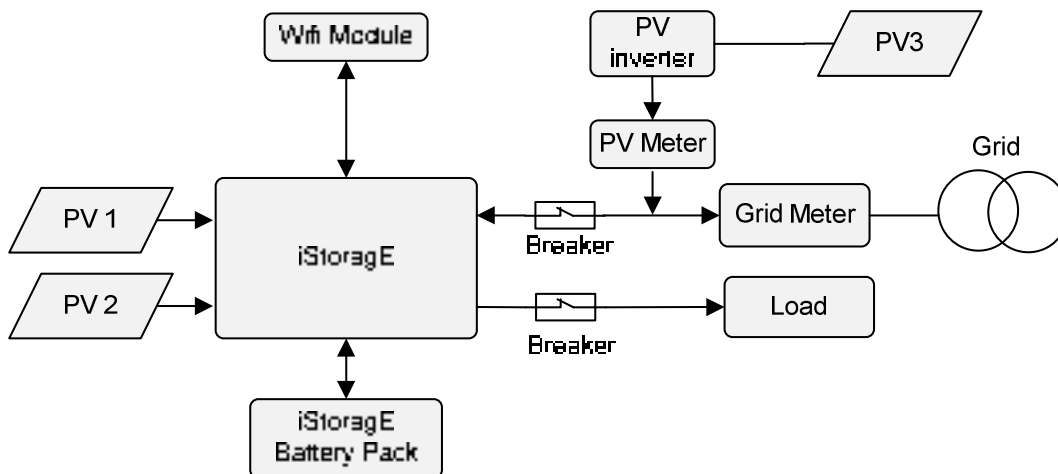 Wifi Module
PV
inverter
PV3
PV Meter
Grid
PV 1
iStoragE
Breaker
Grid Meter
PV 2
Breaker
Load
iStoragE
Battery Pack